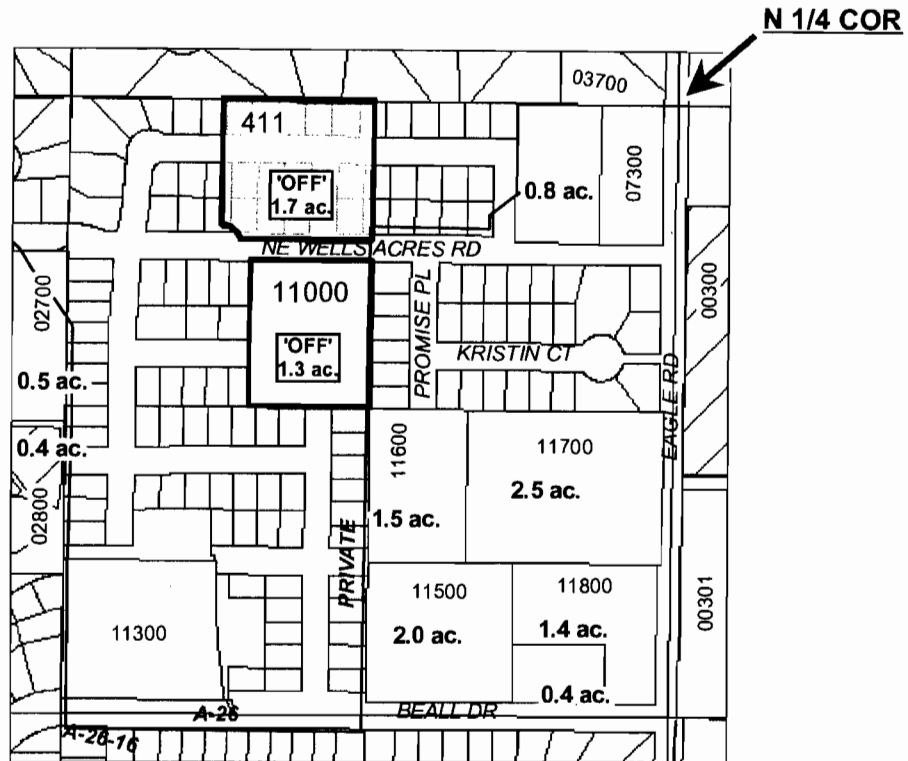 N 1/4 COR
03700
411
'OFF'
1.7 ac.
0.8 ac.
07300
NE WELLS ACRES RD
02700
11000
'OFF'
1.3 ac.
PROMISE PL
KRISTIN CT
00300
EAGLE RD
0.5 ac.
0.4 ac.
02800
11600
1.5 ac.
11700
2.5 ac.
PRIVATE
11300
11500
2.0 ac.
11800
1.4 ac.
0.4 ac.
00301
A-26
BEALL DR
A-26-16